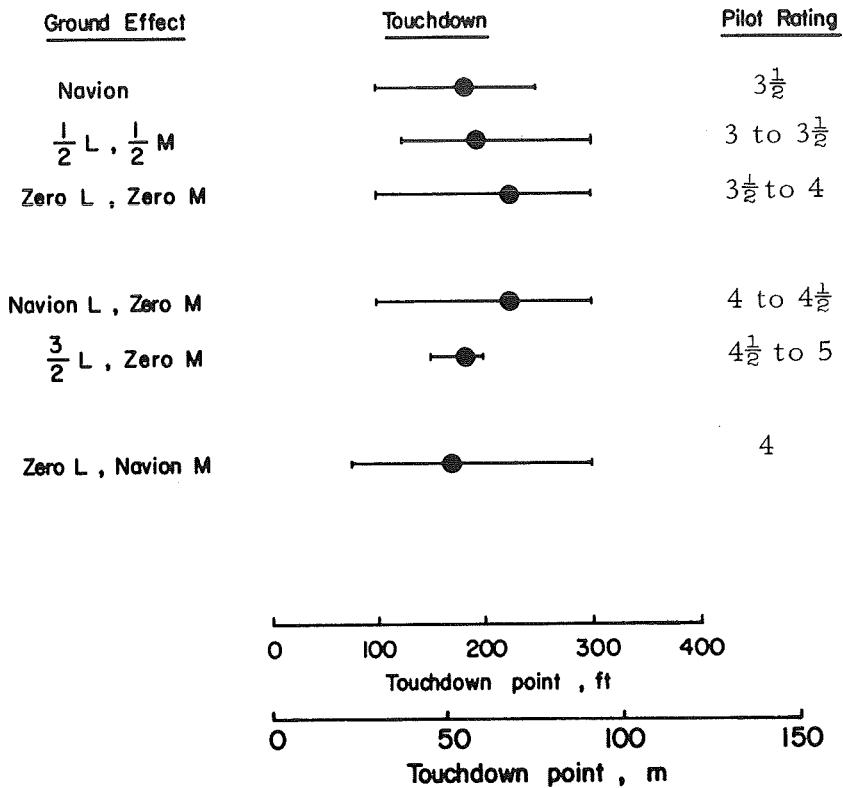 Ground Effect Touchdown Pilot Rating
Navion 3½
½ L , ½ M 3 to 3½
Zero L , Zero M 3½ to 4
Navion L , Zero M 4 to 4½
3/2 L , Zero M 4½ to 5
Zero L , Navion M 4
0 100 200 300 400
Touchdown point , ft
0 50 100 150
Touchdown point , m